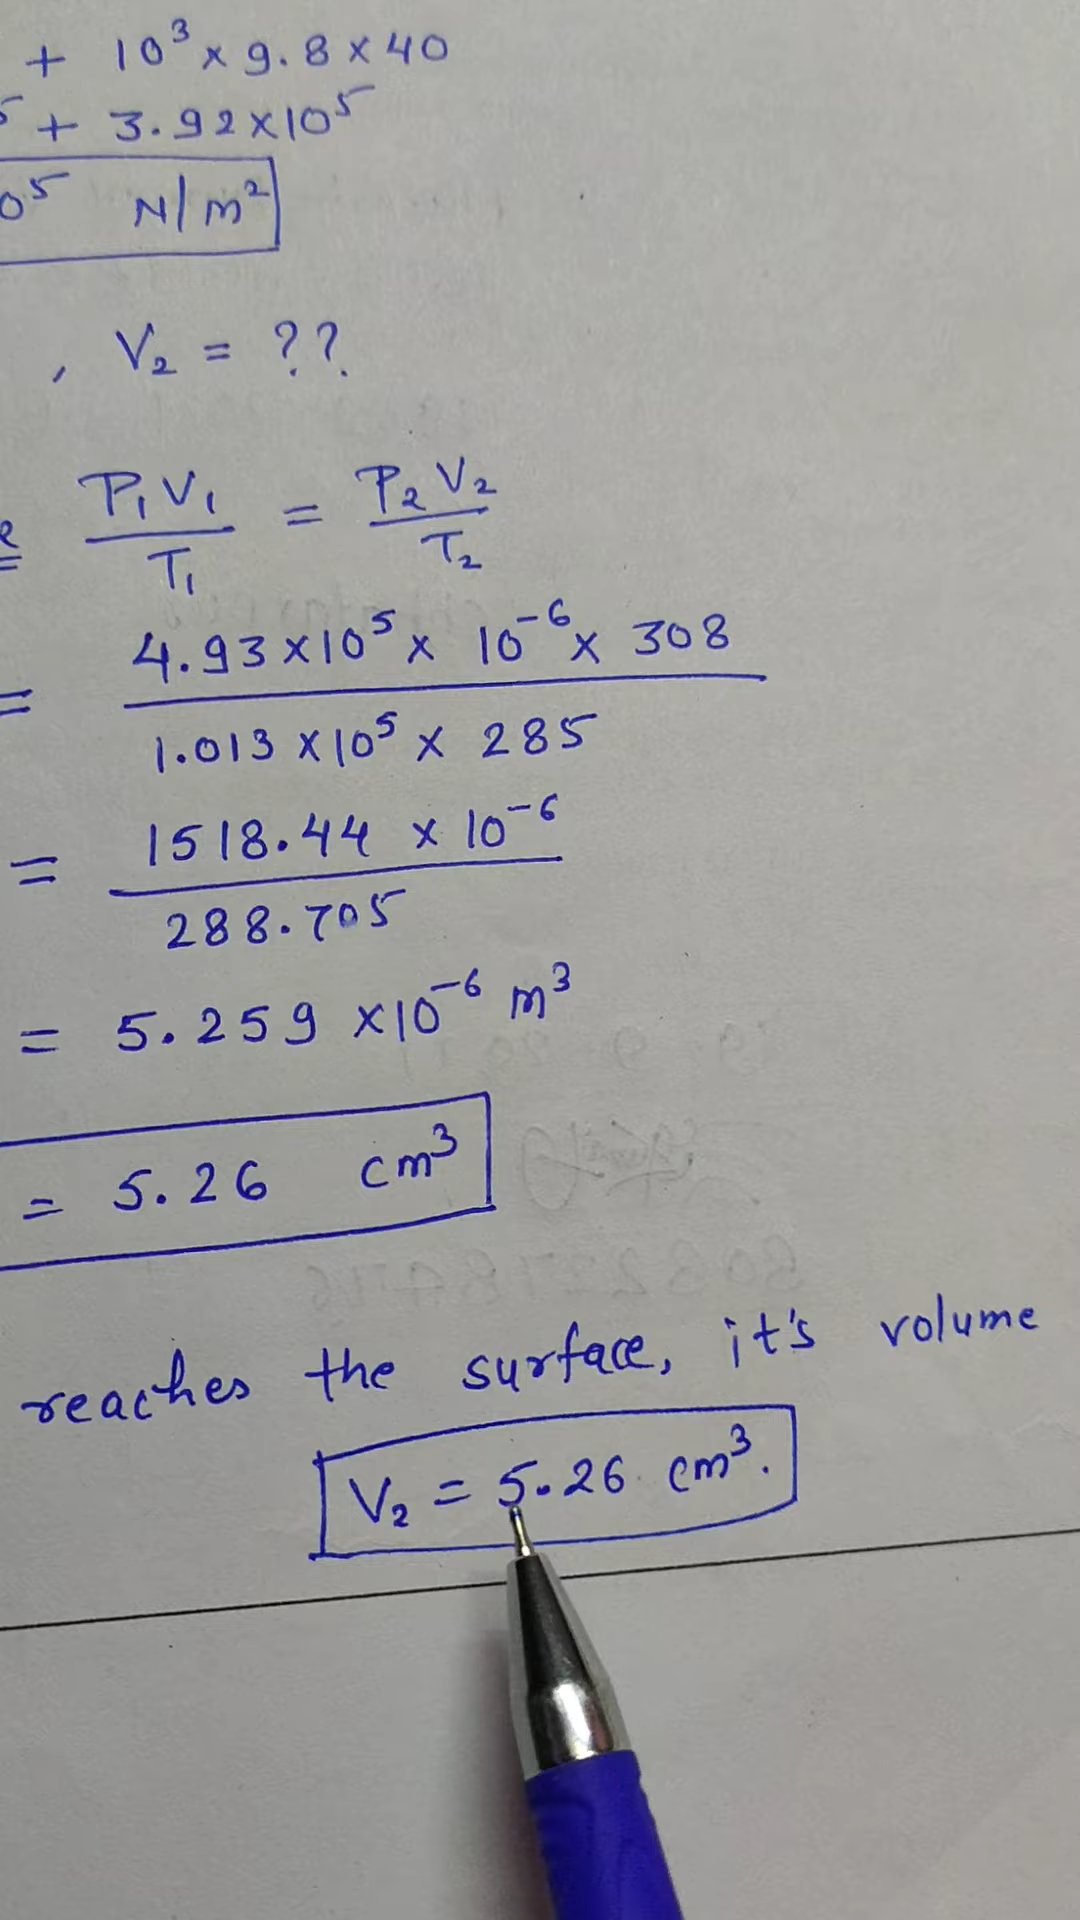 + 10³ × 9.8 × 40
⁵ + 3.92 × 10⁵
0⁵ N/m²
, V₂ = ??
P₁V₁/T₁ = P₂V₂/T₂
= 4.93 × 10⁵ × 10⁻⁶ × 308
1.013 × 10⁵ × 285
= 1518.44 × 10⁻⁶
288.705
= 5.259 × 10⁻⁶ m³
= 5.26 cm³
reaches the surface, it's volume
V₂ = 5.26 cm³.